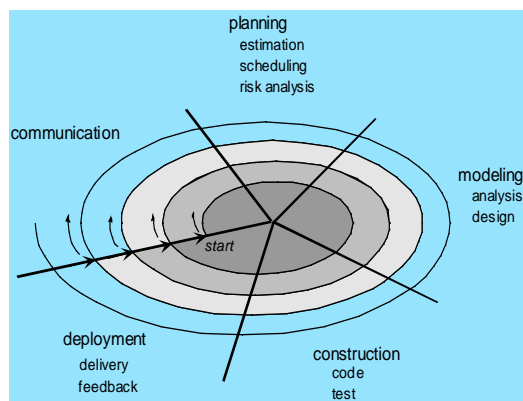 planning
estimation
scheduling
risk analysis
communication
modeling
analysis
design
start
deployment
delivery
feedback
construction
code
test